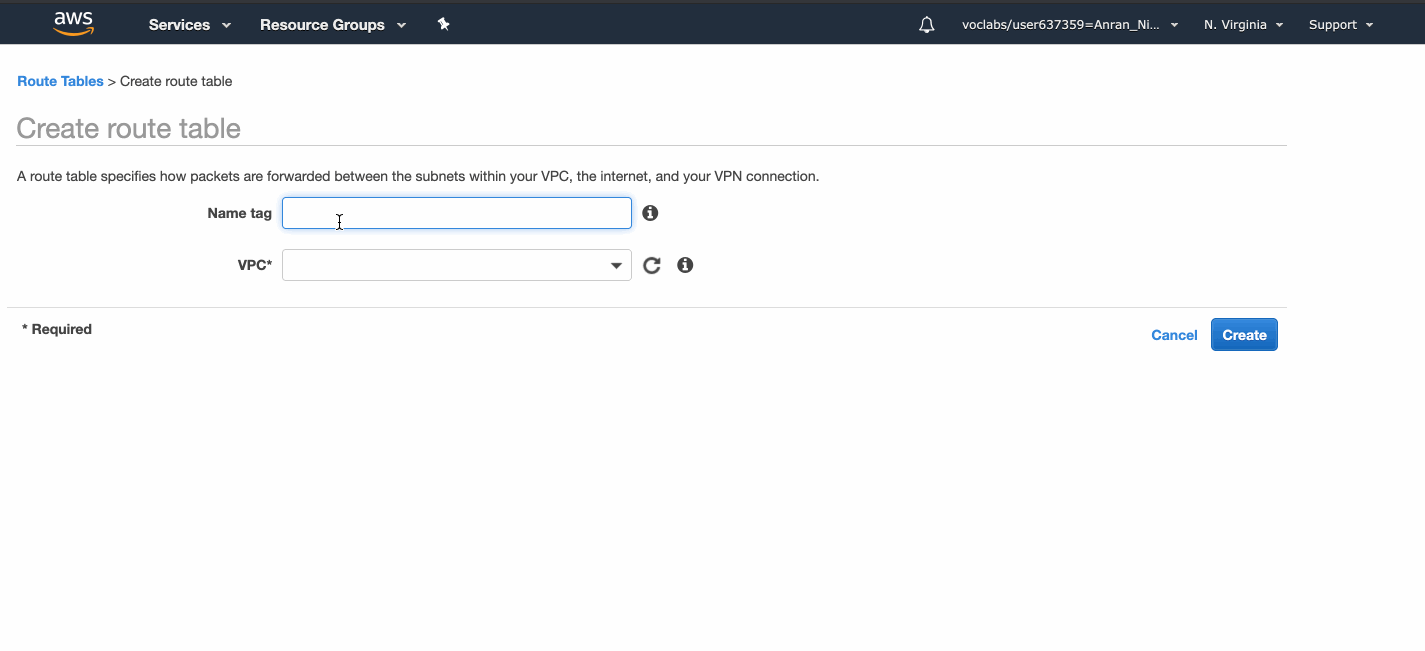 aws Services Resource Groups voclabs/user637359=Anran_Ni... N. Virginia Support
Route Tables > Create route table
Create route table
A route table specifies how packets are forwarded between the subnets within your VPC, the internet, and your VPN connection.
Name tag
VPC*
* Required
Cancel Create